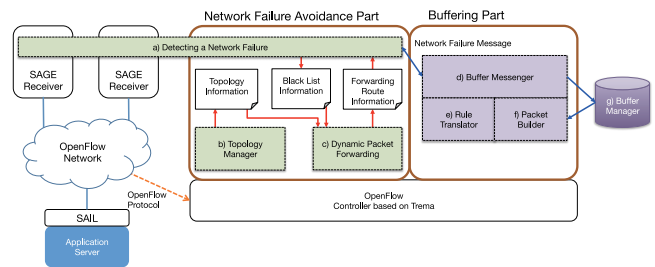 Network Failure Avoidance Part
Buffering Part
a) Detecting a Network Failure
Network Failure Message
SAGE
Receiver
SAGE
Receiver
Topology
Information
Black List
Information
Forwarding
Route
Information
d) Buffer Messenger
e) Rule
Translator
f) Packet
Builder
g) Buffer
Manager
b) Topology
Manager
c) Dynamic Packet
Forwarding
OpenFlow
Network
OpenFlow
Protocol
OpenFlow
Controller based on Trema
SAIL
Application
Server